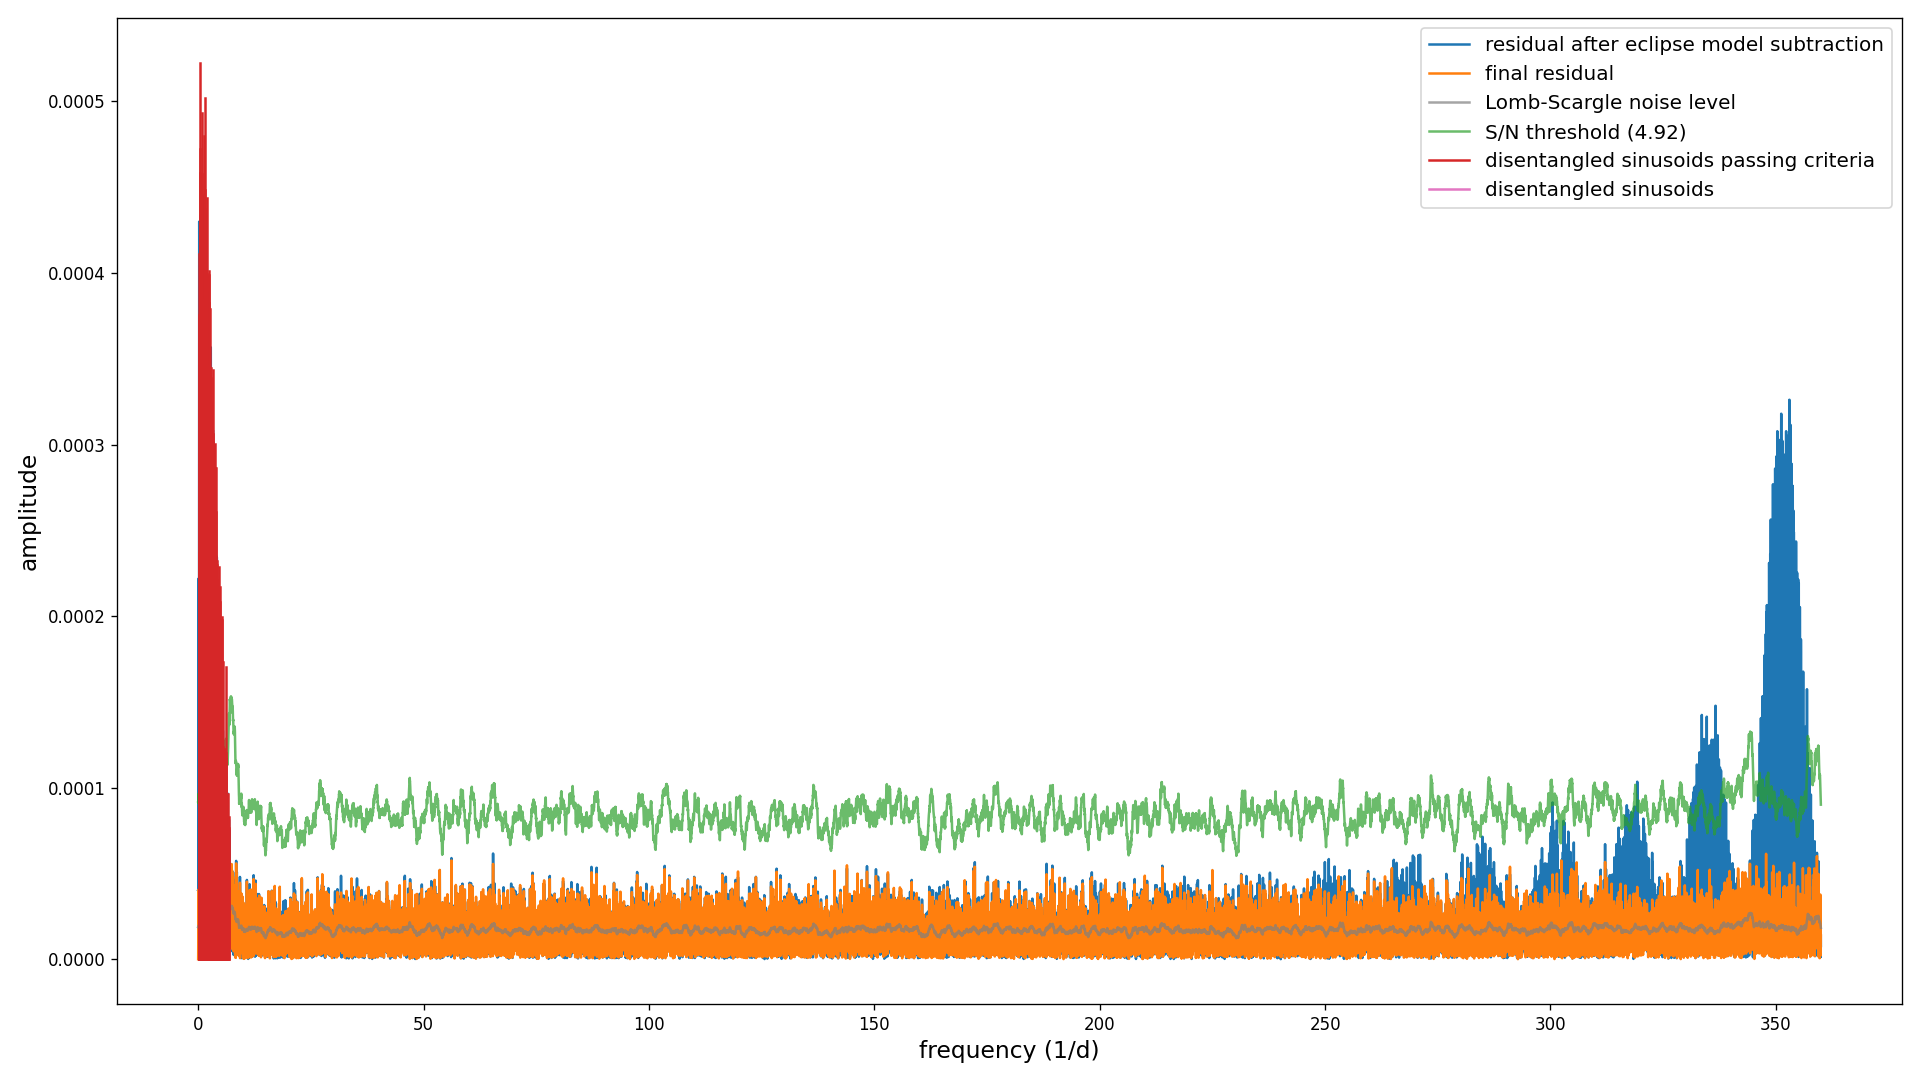 residual after eclipse model subtraction
final residual
Lomb-Scargle noise level
S/N threshold (4.92)
disentangled sinusoids passing criteria
disentangled sinusoids
amplitude
0.0005
0.0004
0.0003
0.0002
0.0001
0.0000
0 50 100 150 200 250 300 350
frequency (1/d)